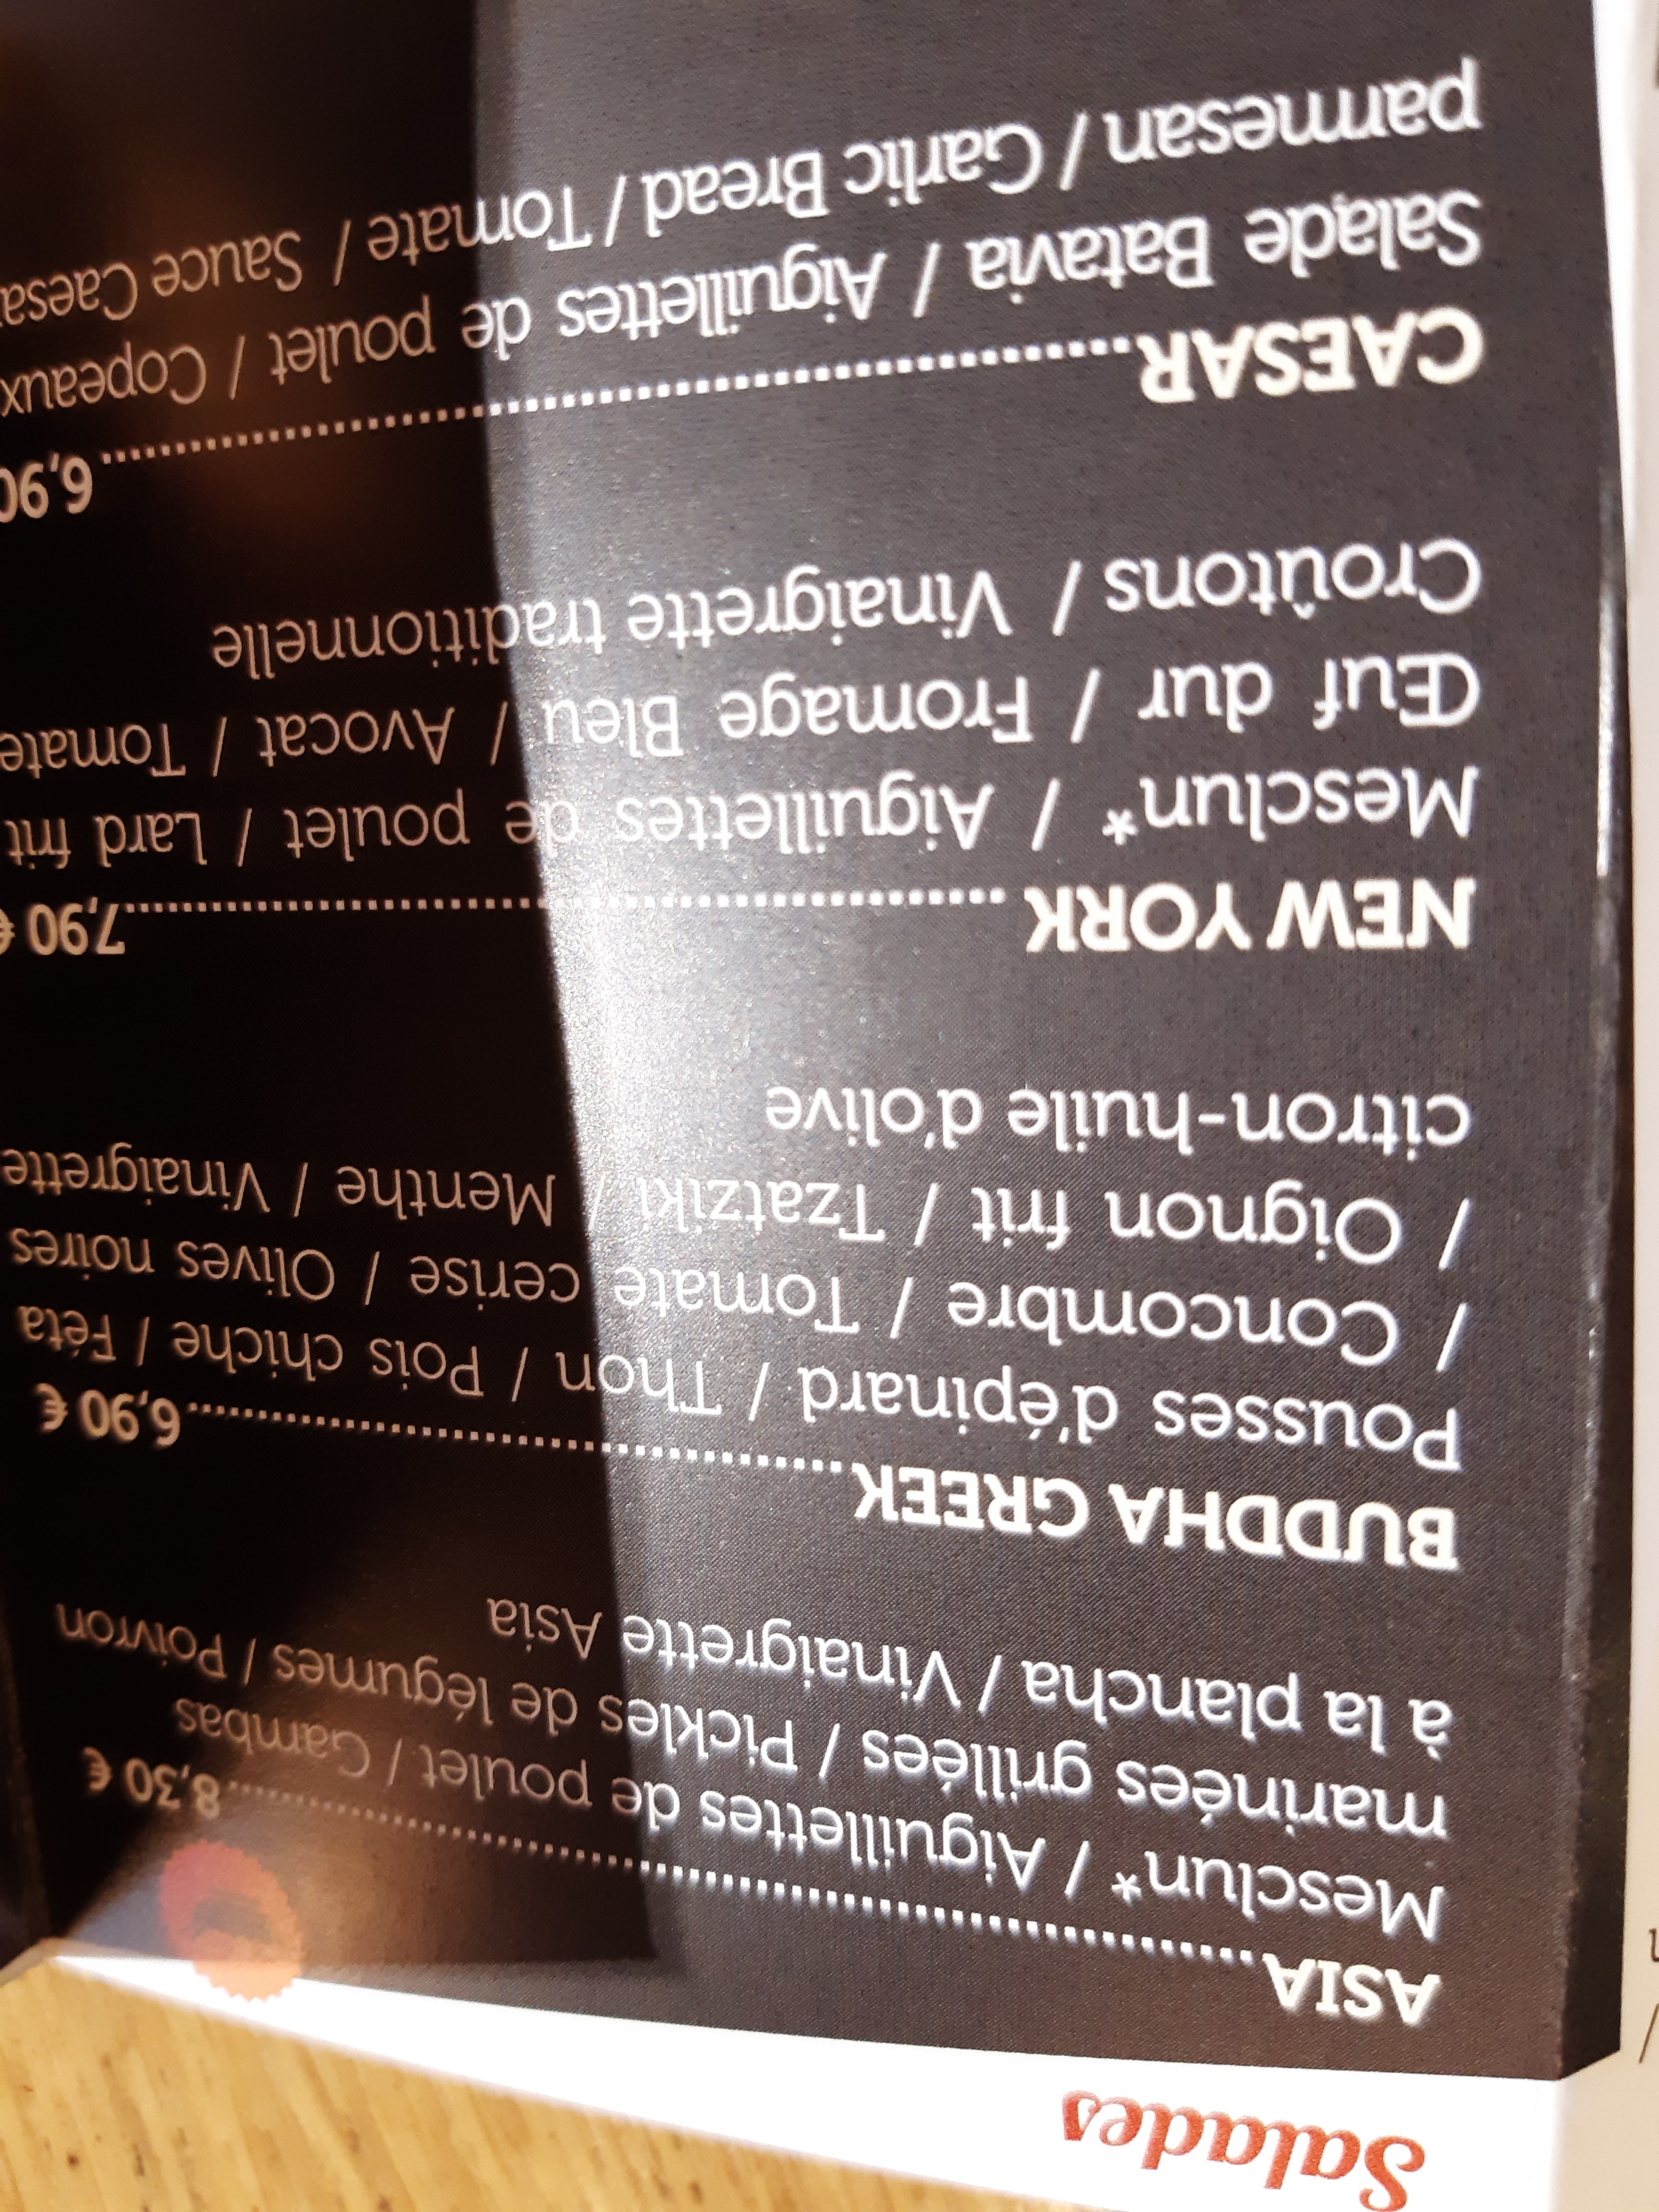 Salades
ASIA........................................8,30 €
Mesclun* / Aiguillettes de poulet / Gambas
marinées grillées / Pickles de légumes / Poivron
à la plancha / Vinaigrette Asia
BUDDHA GREEK........................................6,90 €
Pousses d'épinard / Thon / Pois chiche / Féta
/ Concombre / Tomate cerise / Olives noires
/ Oignon frit / Tzatziki / Menthe / Vinaigrette
citron-huile d'olive
NEW YORK ........................................7,90 €
Mesclun* / Aiguillettes de poulet / Lard frit
Œuf dur / Fromage Bleu / Avocat / Tomate
Croûtons / Vinaigrette traditionnelle
CAESAR........................................6,90
Salade Batavia / Aiguillettes de poulet / Copeaux
parmesan / Garlic Bread / Tomate / Sauce Caesa